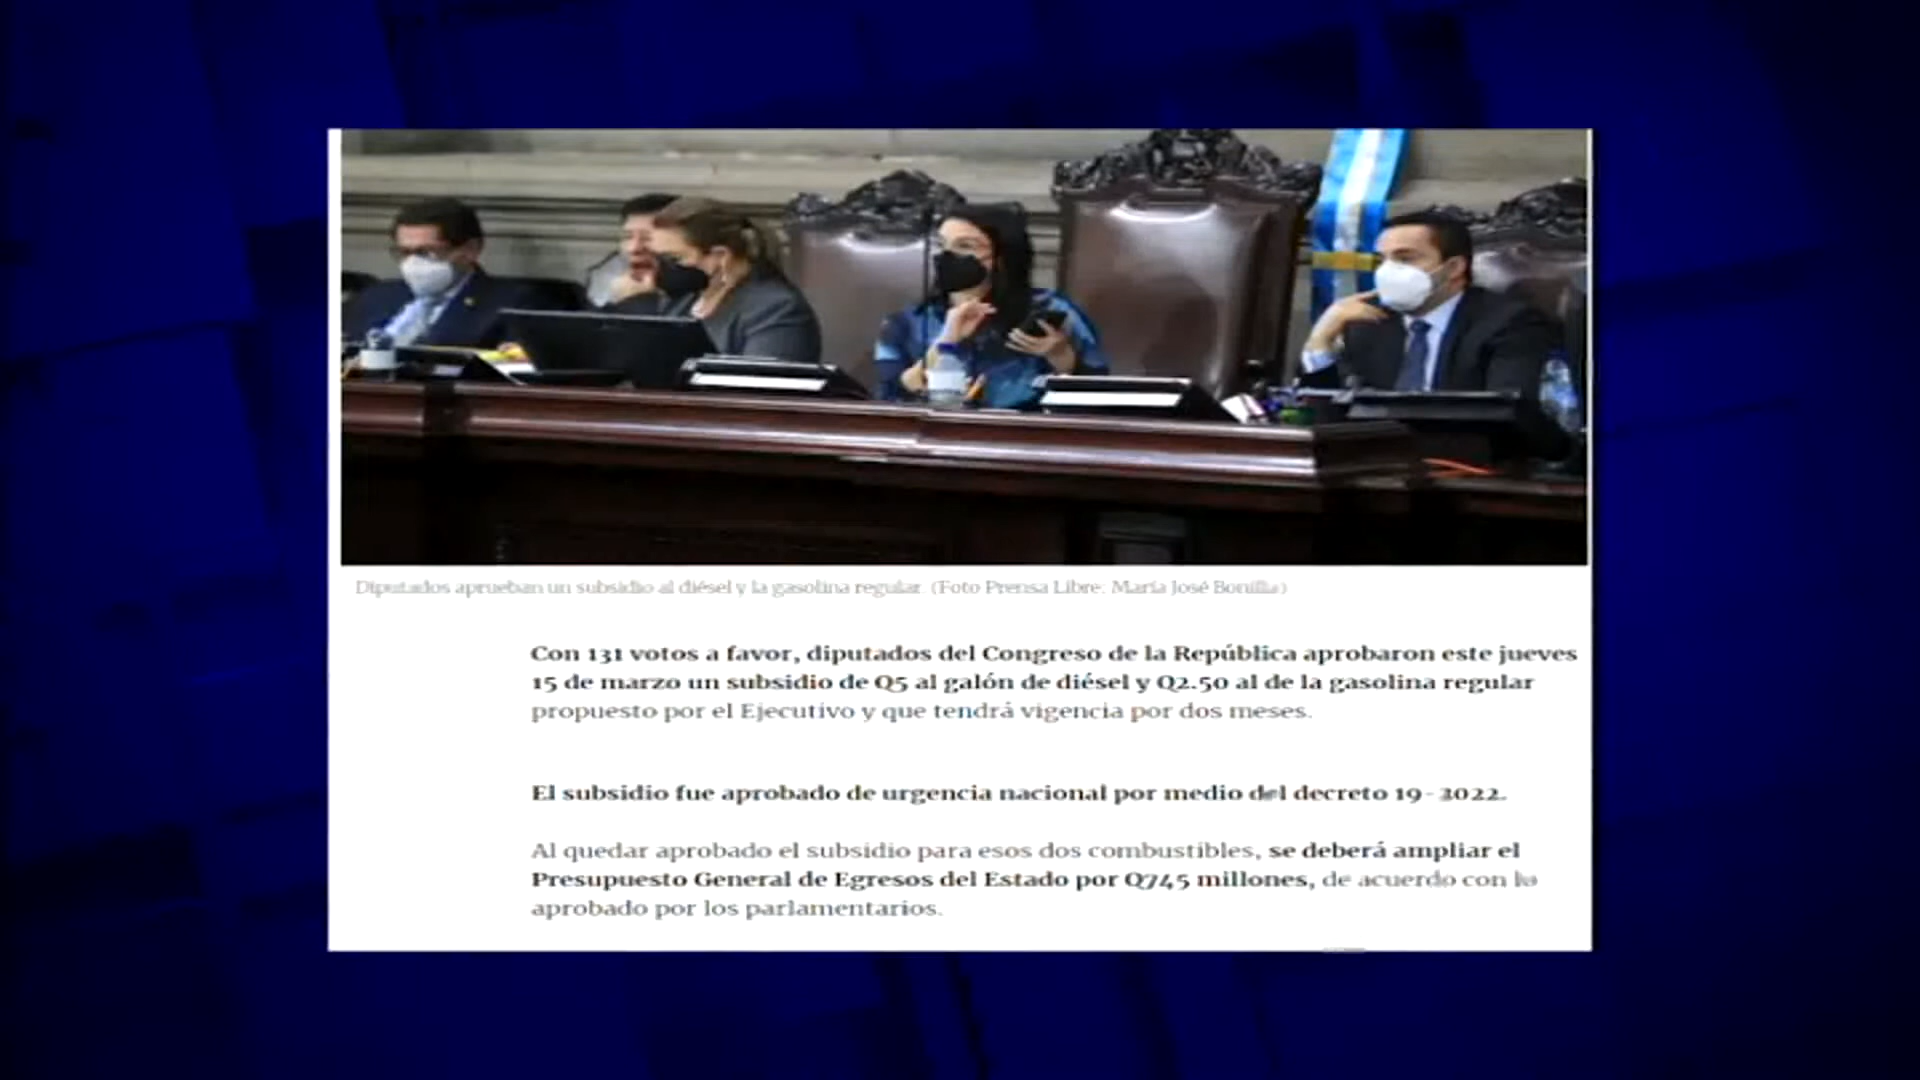 Diputados aprueban un subsidio al diésel y la gasolina regular. (Foto Prensa Libre: María José Bonilla)
Con 131 votos a favor, diputados del Congreso de la República aprobaron este jueves
15 de marzo un subsidio de Q5 al galón de diésel y Q2.50 al de la gasolina regular
propuesto por el Ejecutivo y que tendrá vigencia por dos meses.
El subsidio fue aprobado de urgencia nacional por medio del decreto 19- 2022.
Al quedar aprobado el subsidio para esos dos combustibles, se deberá ampliar el
Presupuesto General de Egresos del Estado por Q745 millones, de acuerdo con lo
aprobado por los parlamentarios.